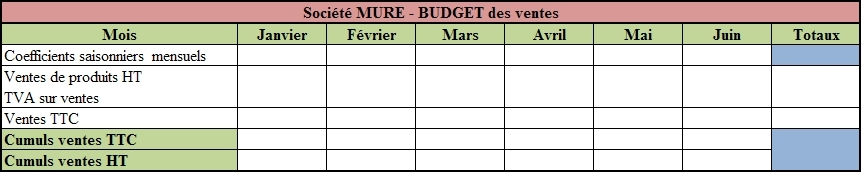 Société MURE - BUDGET des ventes
Mois Janvier Février Mars Avril Mai Juin Totaux
Coefficients saisonniers mensuels
Ventes de produits HT
TVA sur ventes
Ventes TTC
Cumuls ventes TTC
Cumuls ventes HT